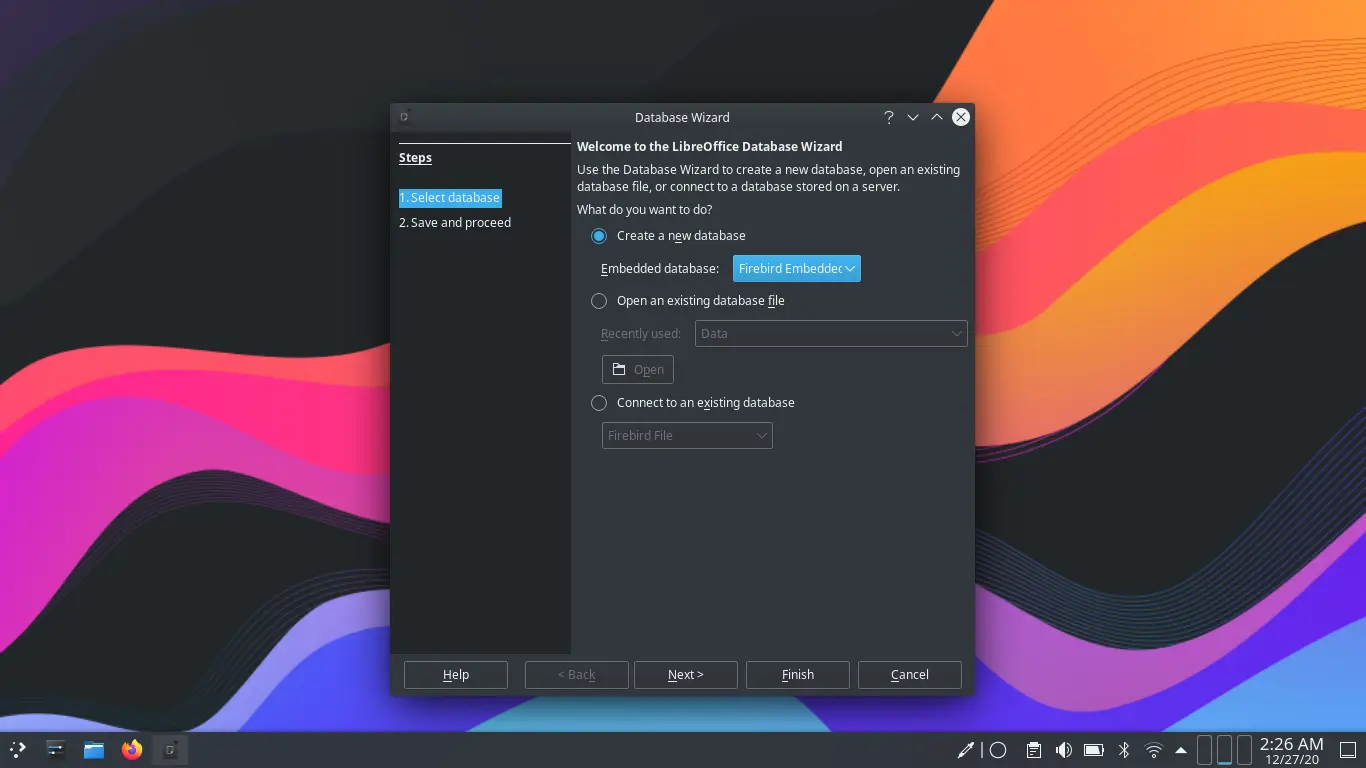 Database Wizard
Steps
1. Select database
2. Save and proceed
Welcome to the LibreOffice Database Wizard
Use the Database Wizard to create a new database, open an existing
database file, or connect to a database stored on a server.
What do you want to do?
Create a new database
Embedded database: Firebird Embedded
Open an existing database file
Recently used: Data
Open
Connect to an existing database
Firebird File
Help < Back Next > Finish Cancel
2:26 AM
12/27/20